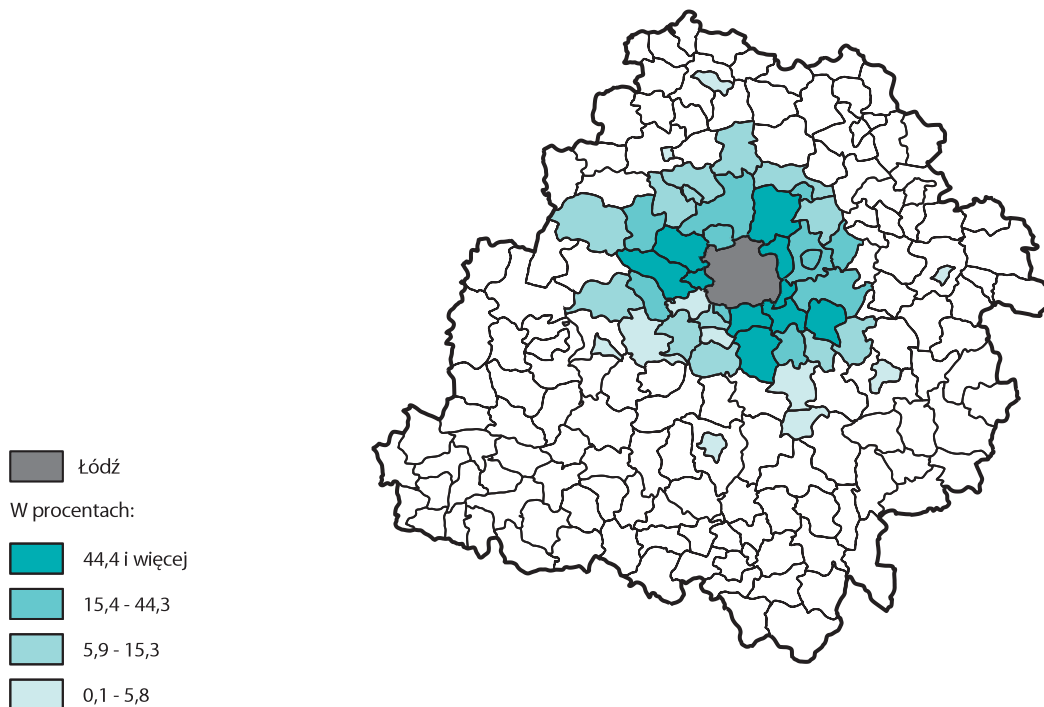 Łódź
W procentach:
44,4 i więcej
15,4 - 44,3
5,9 - 15,3
0,1 - 5,8